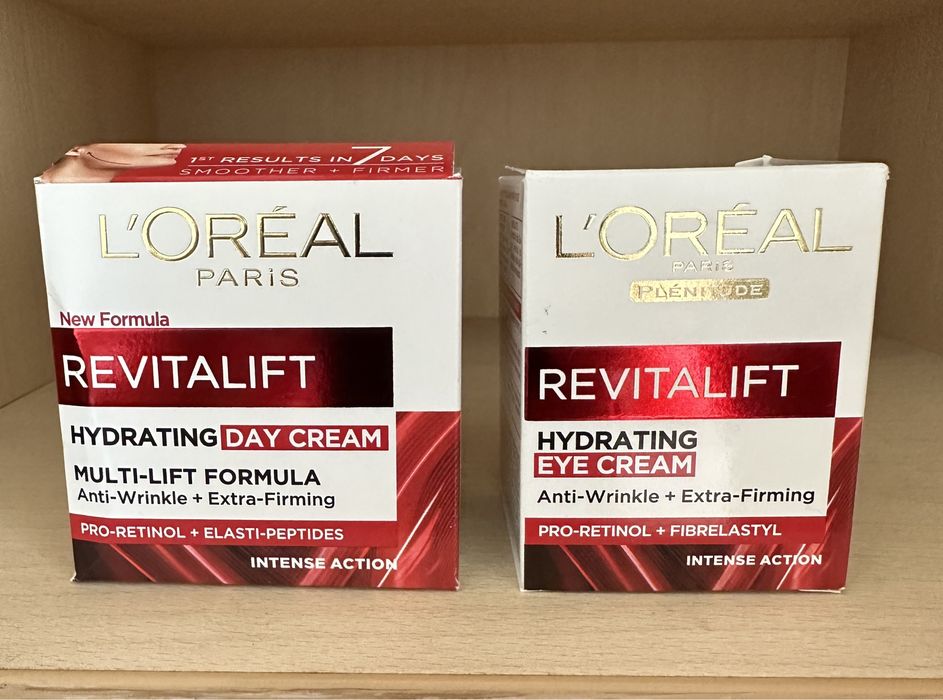 1ST RESULTS IN 7 DAYS
SMOOTHER + FIRMER
L'ORÉAL
PARIS
New Formula
REVITALIFT
HYDRATING DAY CREAM
MULTI-LIFT FORMULA
Anti-Wrinkle + Extra-Firming
PRO-RETINOL + ELASTI-PEPTIDES
INTENSE ACTION
L'ORÉAL
PARIS
PLÉNITUDE
REVITALIFT
HYDRATING
EYE CREAM
Anti-Wrinkle + Extra-Firming
PRO-RETINOL + FIBRELASTYL
INTENSE ACTION